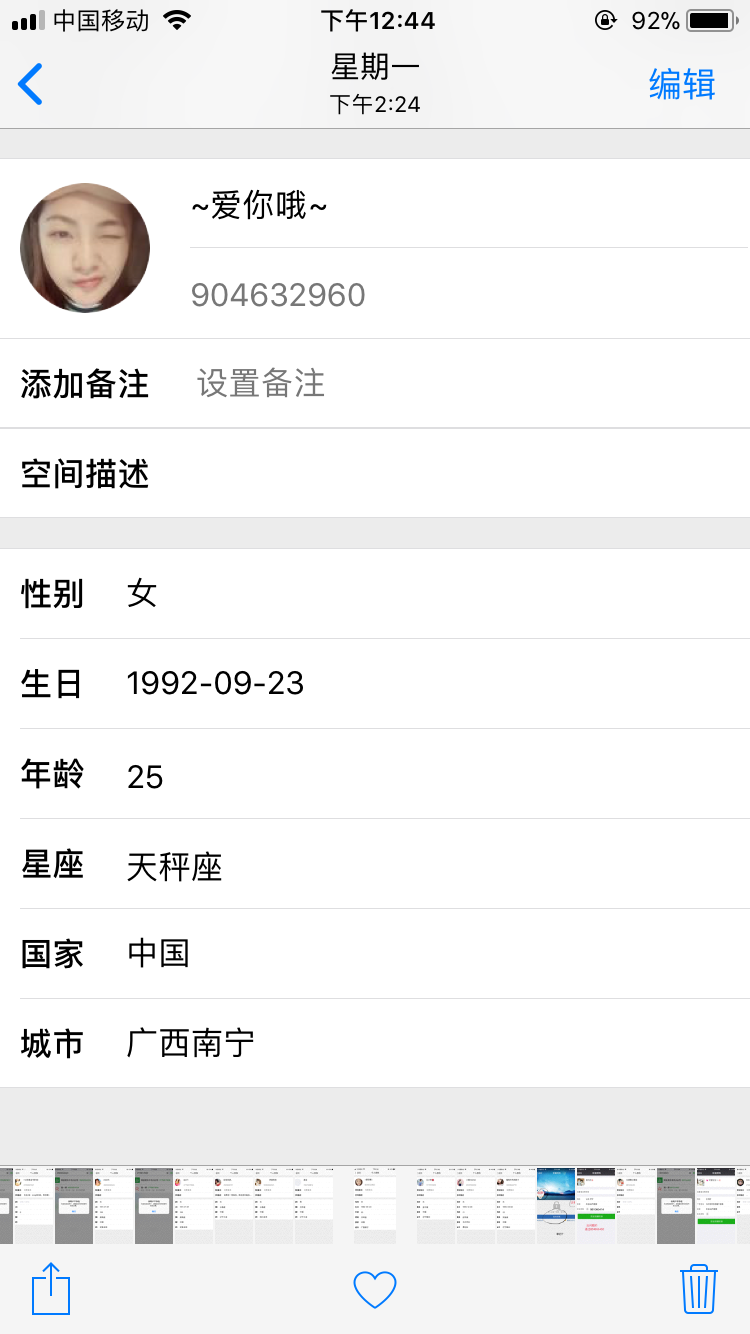 中国移动 下午12:44 92%
星期一
下午2:24
编辑
~爱你哦~
904632960
添加备注 设置备注
空间描述
性别 女
生日 1992-09-23
年龄 25
星座 天秤座
国家 中国
城市 广西南宁